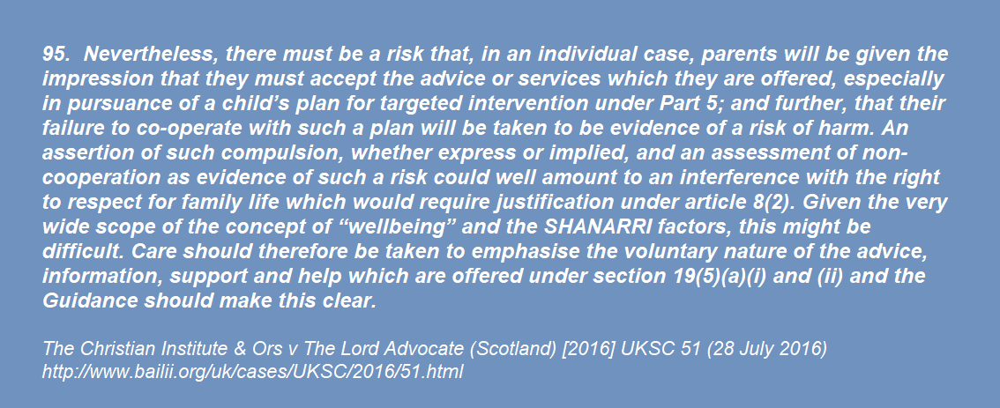 95.  Nevertheless, there must be a risk that, in an individual case, parents will be given the
impression that they must accept the advice or services which they are offered, especially
in pursuance of a child’s plan for targeted intervention under Part 5; and further, that their
failure to co-operate with such a plan will be taken to be evidence of a risk of harm. An
assertion of such compulsion, whether express or implied, and an assessment of non-
cooperation as evidence of such a risk could well amount to an interference with the right
to respect for family life which would require justification under article 8(2). Given the very
wide scope of the concept of “wellbeing” and the SHANARRI factors, this might be
difficult. Care should therefore be taken to emphasise the voluntary nature of the advice,
information, support and help which are offered under section 19(5)(a)(i) and (ii) and the
Guidance should make this clear.
The Christian Institute & Ors v The Lord Advocate (Scotland) [2016] UKSC 51 (28 July 2016)
http://www.bailii.org/uk/cases/UKSC/2016/51.html